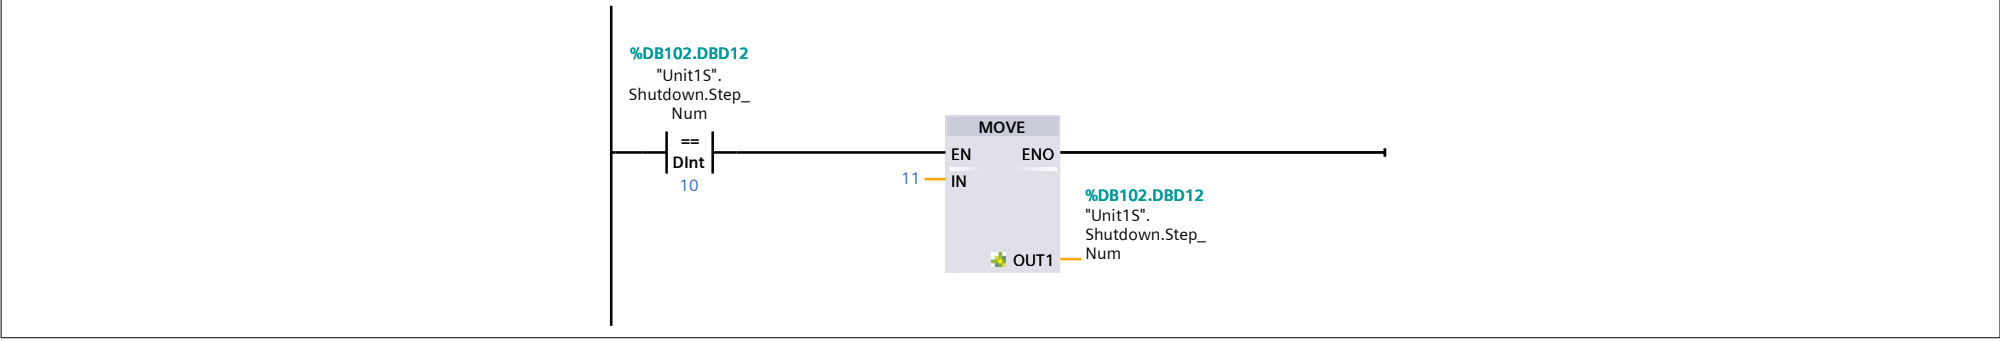 %DB102.DBD12
"Unit1S".
Shutdown.Step_
Num
==
DInt
10
MOVE
EN ENO
11 IN
%DB102.DBD12
"Unit1S".
Shutdown.Step_
Num
OUT1